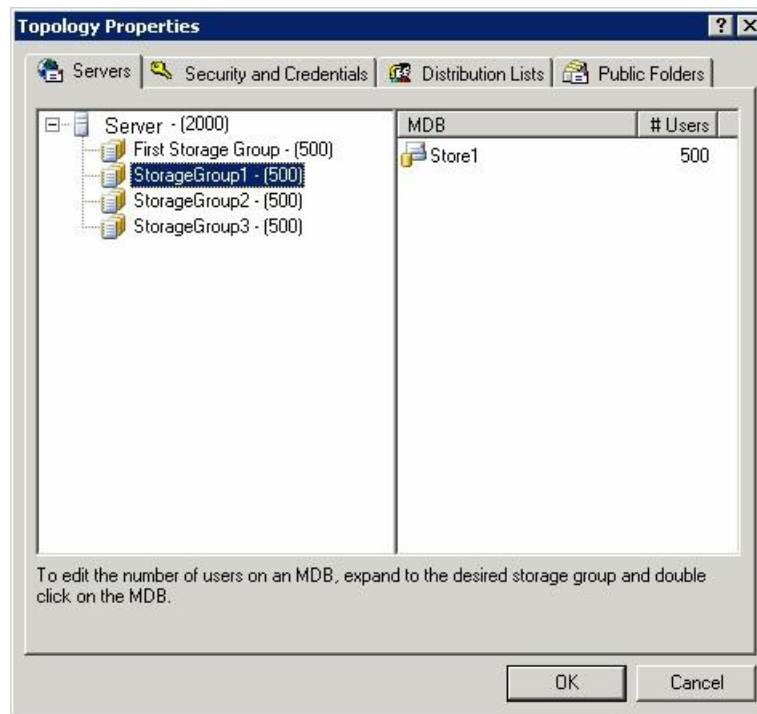 Topology Properties
Servers
Security and Credentials
Distribution Lists
Public Folders
Server - (2000)
First Storage Group - (500)
StorageGroup1 - (500)
StorageGroup2 - (500)
StorageGroup3 - (500)
MDB # Users
Store1 500
To edit the number of users on an MDB, expand to the desired storage group and double
click on the MDB.
OK
Cancel